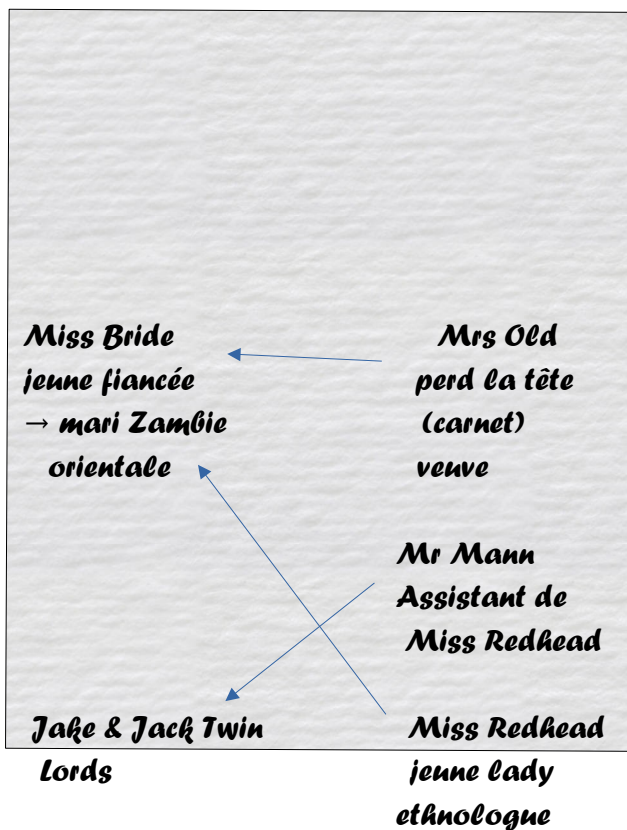 Miss Bride
jeune fiancée
→ mari Zambie
orientale
Mrs Old
perd la tête
(carnet)
veuve
Mr Mann
Assistant de
Miss Redhead
Jake & Jack Twin
Lords
Miss Redhead
jeune lady
ethnologue